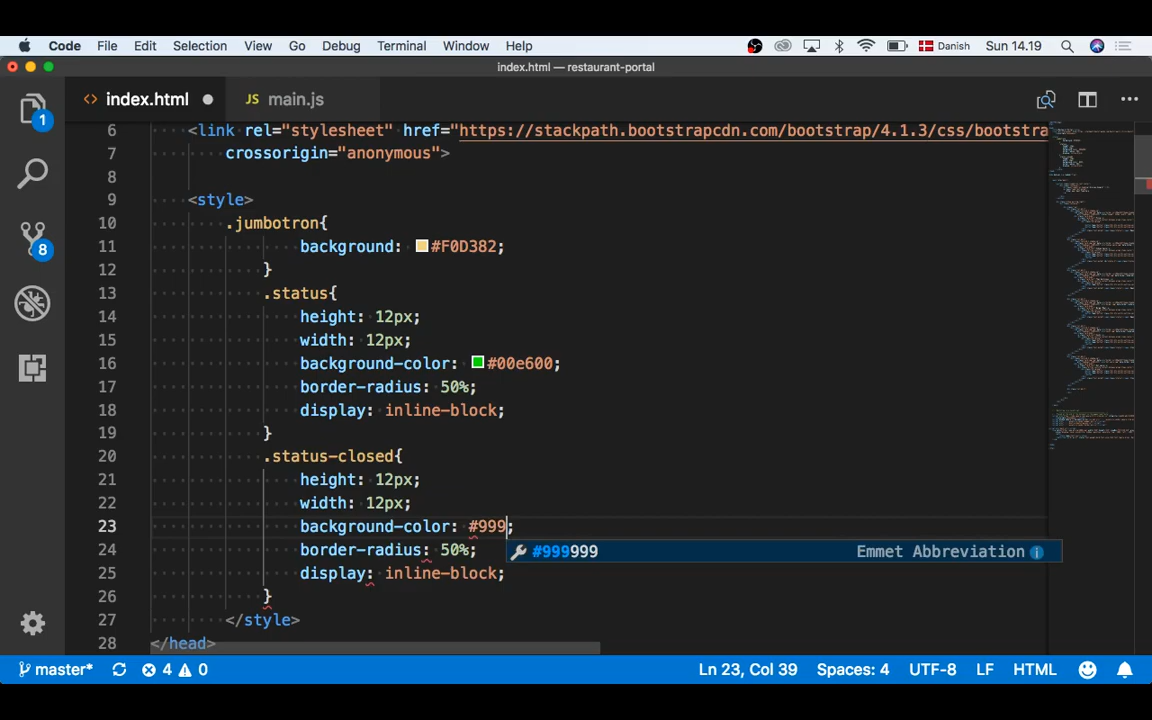 Code File Edit Selection View Go Debug Terminal Window Help Danish Sun 14.19
index.html — restaurant-portal
<> index.html JS main.js
1
8
6 <link rel="stylesheet" href="https://stackpath.bootstrapcdn.com/bootstrap/4.1.3/css/bootstra
7 crossorigin="anonymous">
8
9 <style>
10 .jumbotron{
11 background: #F0D382;
12 }
13 .status{
14 height: 12px;
15 width: 12px;
16 background-color: #00e600;
17 border-radius: 50%;
18 display: inline-block;
19 }
20 .status-closed{
21 height: 12px;
22 width: 12px;
23 background-color: #999;
24 border-radius: 50%;
#999999 Emmet Abbreviation
25 display: inline-block;
26 }
27 </style>
28 </head>
master* 4 0 Ln 23, Col 39 Spaces: 4 UTF-8 LF HTML